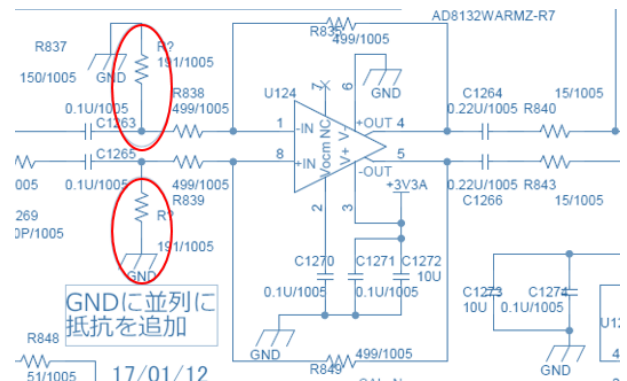 AD8132WARMZ-R7
R837
150/1005
GND
R?
191/1005
R835
499/1005
GND
0.1U/1005
C1263
R838
499/1005
U124
1
8
-IN
+IN
7
6
NC
V-
Vocm
V+
+OUT
-OUT
4
5
2
3
C1264
0.22U/1005
R840
15/1005
C1265
0.1U/1005
499/1005
R839
+3V3A
0.22U/1005
C1266
R843
15/1005
005
269
0P/1005
R?
191/1005
GND
C1270
0.1U/1005
C1271
0.1U/1005
C1272
10U
C1273
10U
C1274
0.1U/1005
GNDに並列に
抵抗を追加
GND
R849
499/1005
GND
R848
51/1005
17/01/12